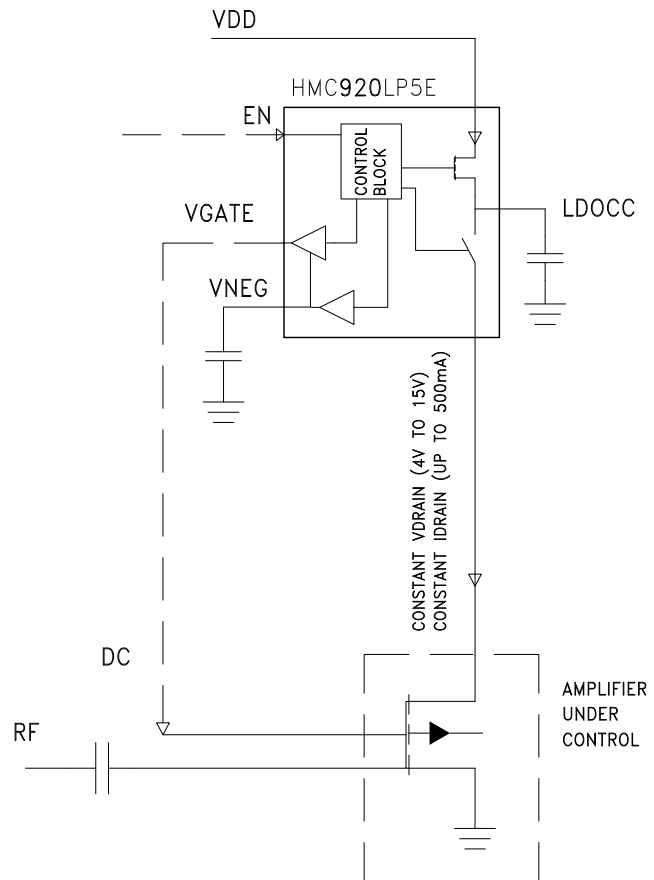 VDD
HMC920LP5E
EN
CONTROL
BLOCK
VGATE
LDOCC
VNEG
CONSTANT VDRAIN (4V TO 15V)
CONSTANT IDRAIN (UP TO 500mA)
DC
RF
AMPLIFIER
UNDER
CONTROL